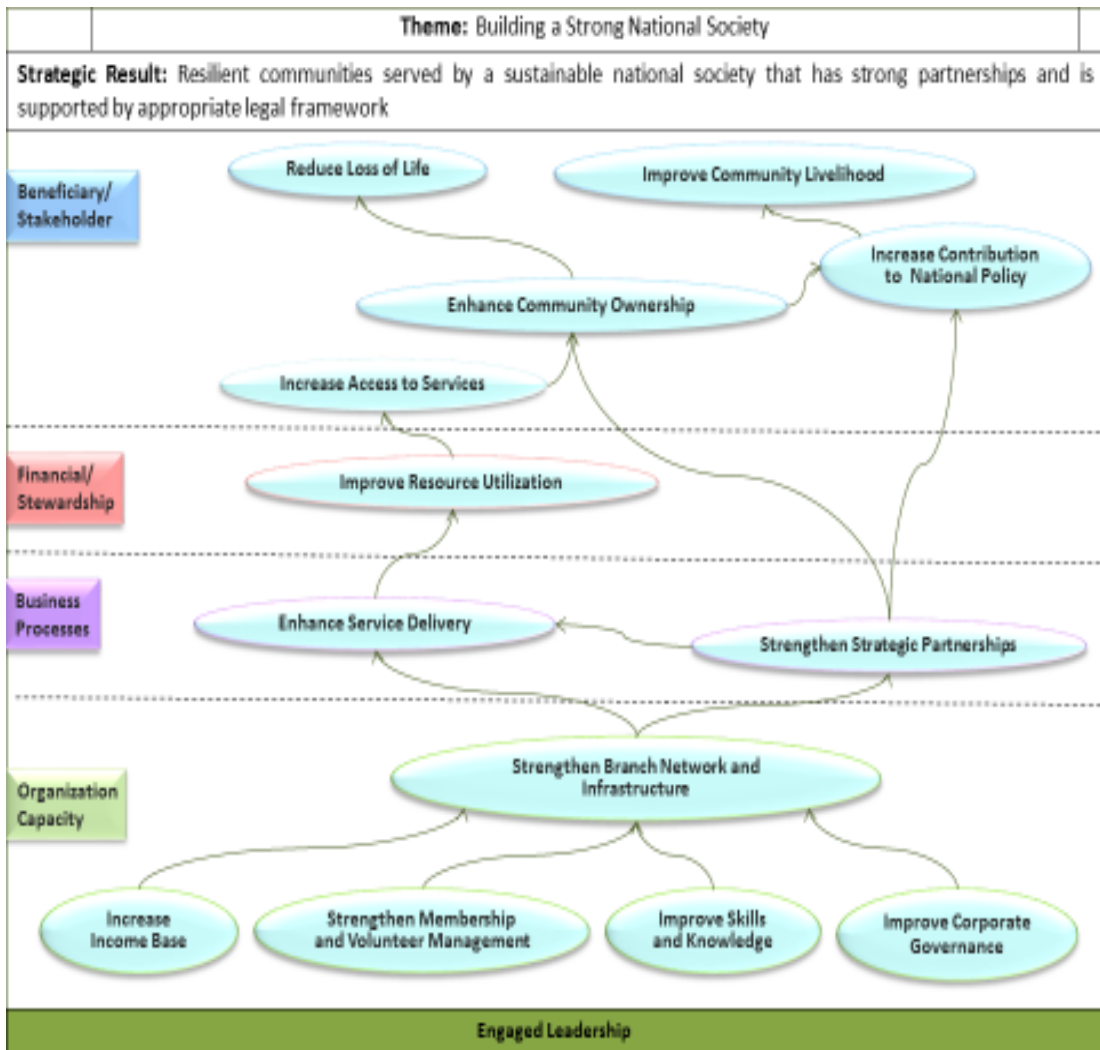 Theme: Building a Strong National Society
Strategic Result: Resilient communities served by a sustainable national society that has strong partnerships and is
supported by appropriate legal framework
Beneficiary/
Stakeholder
Reduce Loss of Life
Improve Community Livelihood
Increase Contribution
to National Policy
Enhance Community Ownership
Increase Access to Services
Financial/
Stewardship
Improve Resource Utilization
Business
Processes
Enhance Service Delivery
Strengthen Strategic Partnerships
Organization
Capacity
Strengthen Branch Network and
Infrastructure
Increase
Income Base
Strengthen Membership
and Volunteer Management
Improve Skills
and Knowledge
Improve Corporate
Governance
Engaged Leadership